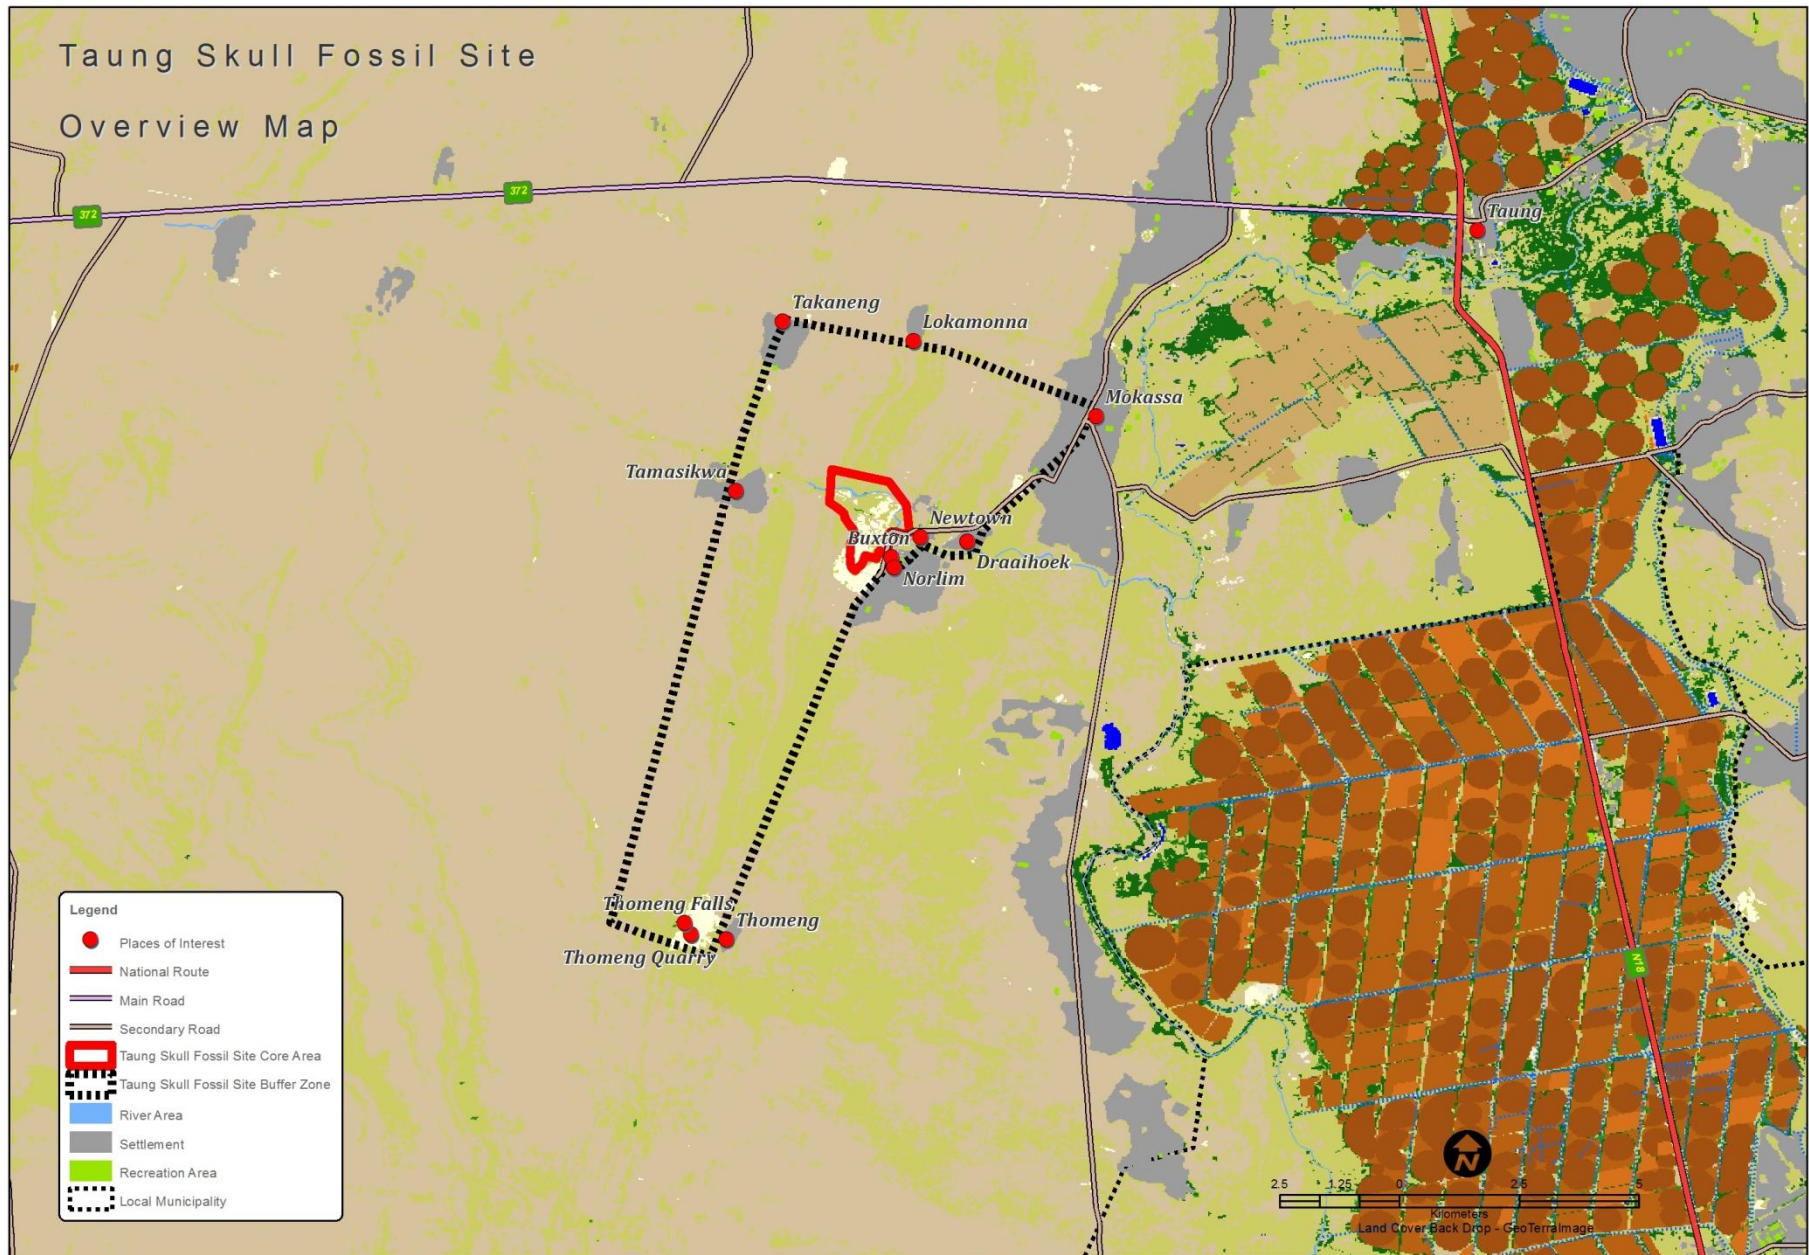 Taung Skull Fossil Site
Overview Map
372
372
Taung
Takaneng
Lokamonna
Mokassa
Tamasikwa
Newtown
Buxton
Draaihoek
Norlim
Thomeng Falls
Thomeng
Thomeng Quarry
N18
Legend
Places of Interest
National Route
Main Road
Secondary Road
Taung Skull Fossil Site Core Area
Taung Skull Fossil Site Buffer Zone
River Area
Settlement
Recreation Area
Local Municipality
N
2.5 1.25 0 2.5 5
Kilometers
Land Cover Back Drop - GeoTerraImage